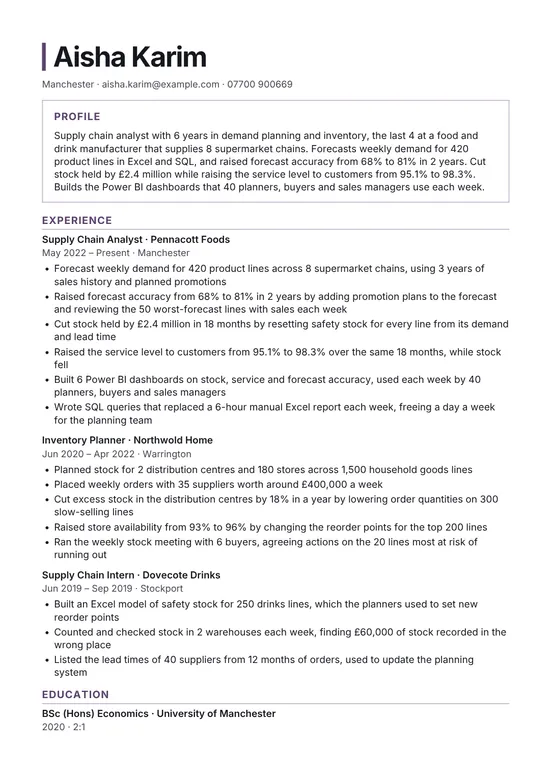 Aisha Karim
Manchester · aisha.karim@example.com · 07700 900669
PROFILE
Supply chain analyst with 6 years in demand planning and inventory, the last 4 at a food and
drink manufacturer that supplies 8 supermarket chains. Forecasts weekly demand for 420
product lines in Excel and SQL, and raised forecast accuracy from 68% to 81% in 2 years. Cut
stock held by £2.4 million while raising the service level to customers from 95.1% to 98.3%.
Builds the Power BI dashboards that 40 planners, buyers and sales managers use each week.
EXPERIENCE
Supply Chain Analyst · Pennacott Foods
May 2022 – Present · Manchester
• Forecast weekly demand for 420 product lines across 8 supermarket chains, using 3 years of
sales history and planned promotions
• Raised forecast accuracy from 68% to 81% in 2 years by adding promotion plans to the forecast
and reviewing the 50 worst-forecast lines with sales each week
• Cut stock held by £2.4 million in 18 months by resetting safety stock for every line from its demand
and lead time
• Raised the service level to customers from 95.1% to 98.3% over the same 18 months, while stock
fell
• Built 6 Power BI dashboards on stock, service and forecast accuracy, used each week by 40
planners, buyers and sales managers
• Wrote SQL queries that replaced a 6-hour manual Excel report each week, freeing a day a week
for the planning team
Inventory Planner · Northwold Home
Jun 2020 – Apr 2022 · Warrington
• Planned stock for 2 distribution centres and 180 stores across 1,500 household goods lines
• Placed weekly orders with 35 suppliers worth around £400,000 a week
• Cut excess stock in the distribution centres by 18% in a year by lowering order quantities on 300
slow-selling lines
• Raised store availability from 93% to 96% by changing the reorder points for the top 200 lines
• Ran the weekly stock meeting with 6 buyers, agreeing actions on the 20 lines most at risk of
running out
Supply Chain Intern · Dovecote Drinks
Jun 2019 – Sep 2019 · Stockport
• Built an Excel model of safety stock for 250 drinks lines, which the planners used to set new
reorder points
• Counted and checked stock in 2 warehouses each week, finding £60,000 of stock recorded in the
wrong place
• Listed the lead times of 40 suppliers from 12 months of orders, used to update the planning
system
EDUCATION
BSc (Hons) Economics · University of Manchester
2020 · 2:1